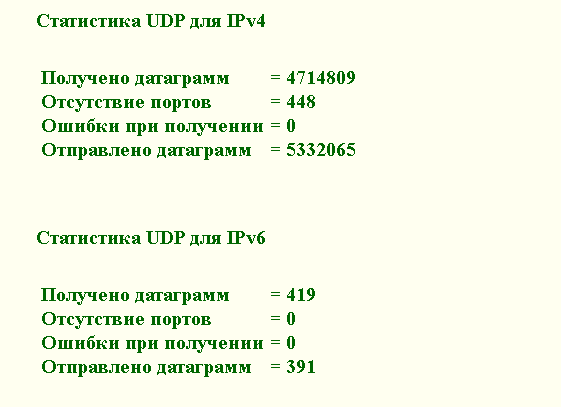 Статистика UDP для IPv4
Получено датаграмм = 4714809
Отсутствие портов = 448
Ошибки при получении = 0
Отправлено датаграмм = 5332065
Статистика UDP для IPv6
Получено датаграмм = 419
Отсутствие портов = 0
Ошибки при получении = 0
Отправлено датаграмм = 391